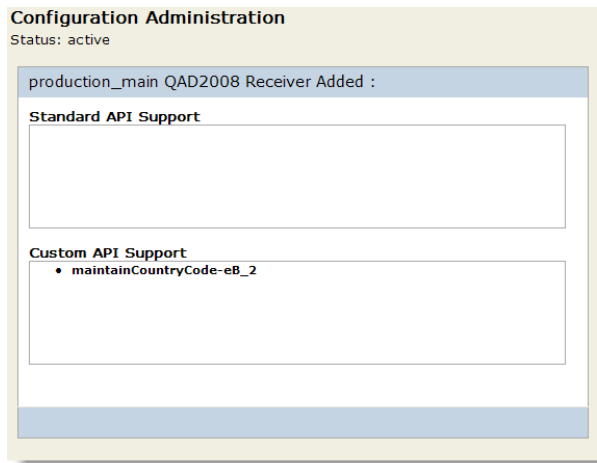 Configuration Administration
Status: active
production_main QAD2008 Receiver Added :
Standard API Support
Custom API Support
• maintainCountryCode-eB_2